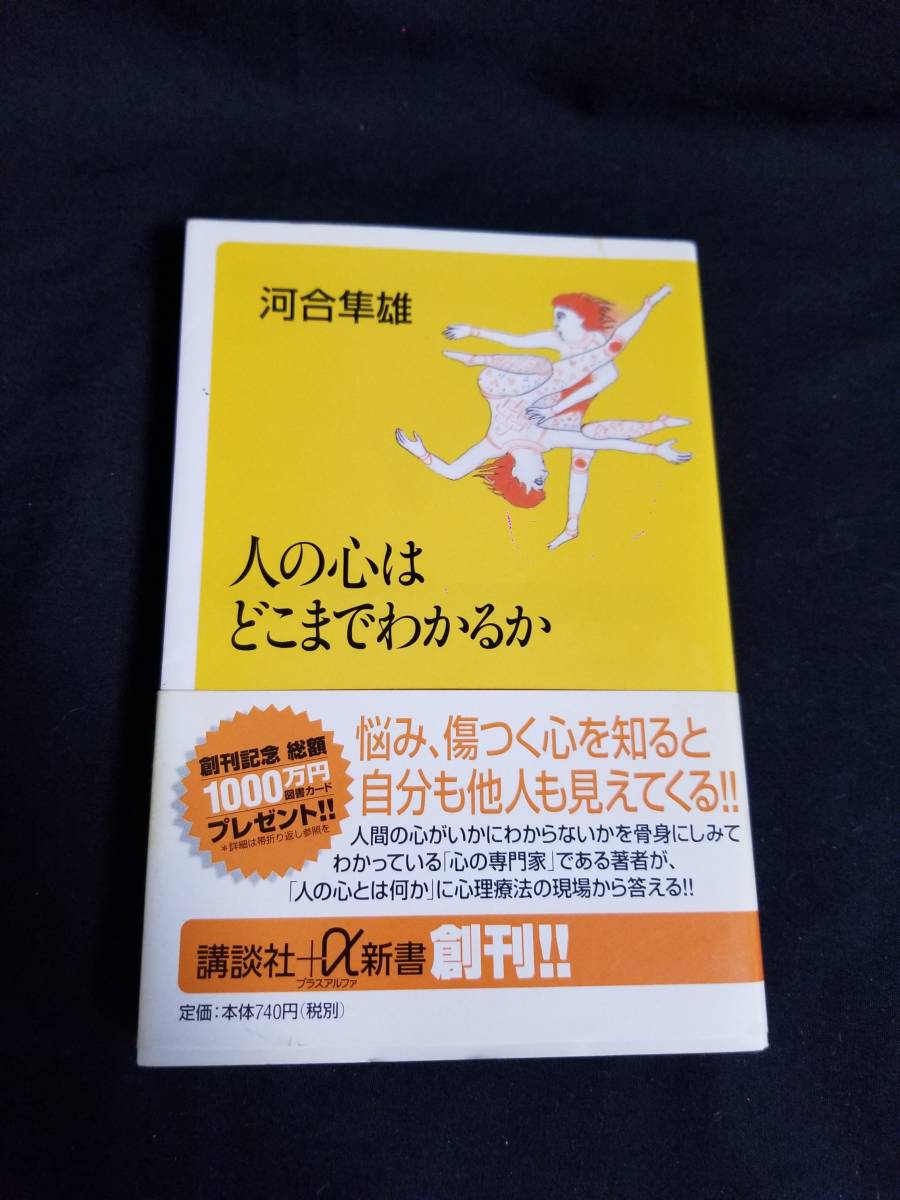 河合隼雄
人の心は
どこまでわかるか
創刊記念 総額
1000万円
図書カード
プレゼント!!
*詳細は帯折り返し参照を
悩み、傷つく心を知ると
自分も他人も見えてくる!!
人間の心がいかにわからないかを骨身にしみて
わかっている「心の専門家」である著者が、
「人の心とは何か」に心理療法の現場から答える!!
講談社+α新書 創刊!!
プラスアルファ
定価:本体740円(税別)